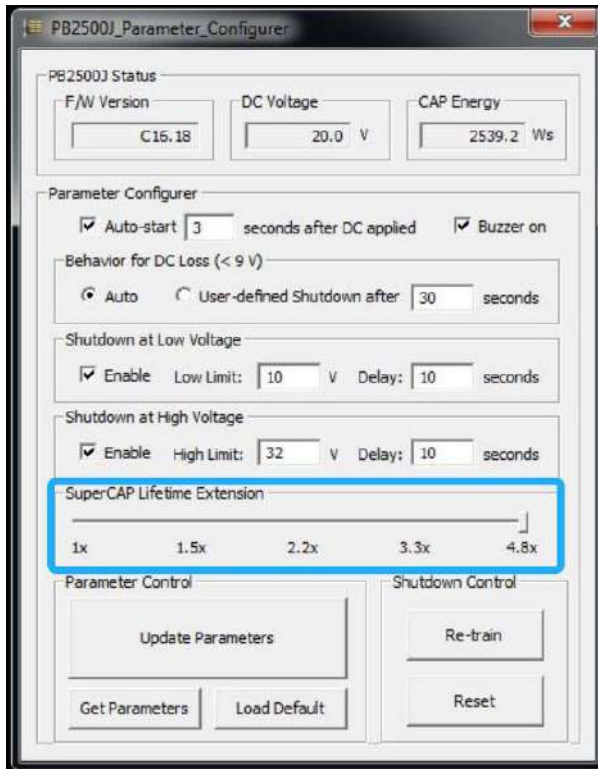 PB2500J_Parameter_Configurer
PB2500J Status
F/W Version DC Voltage CAP Energy
C16.18 20.0 V 2539.2 Ws
Parameter Configurer
Auto-start 3 seconds after DC applied Buzzer on
Behavior for DC Loss (< 9 V)
Auto User-defined Shutdown after 30 seconds
Shutdown at Low Voltage
Enable Low Limit: 10 V Delay: 10 seconds
Shutdown at High Voltage
Enable High Limit: 32 V Delay: 10 seconds
SuperCAP Lifetime Extension
1x 1.5x 2.2x 3.3x 4.8x
Parameter Control Shutdown Control
Update Parameters Re-train
Get Parameters Load Default Reset